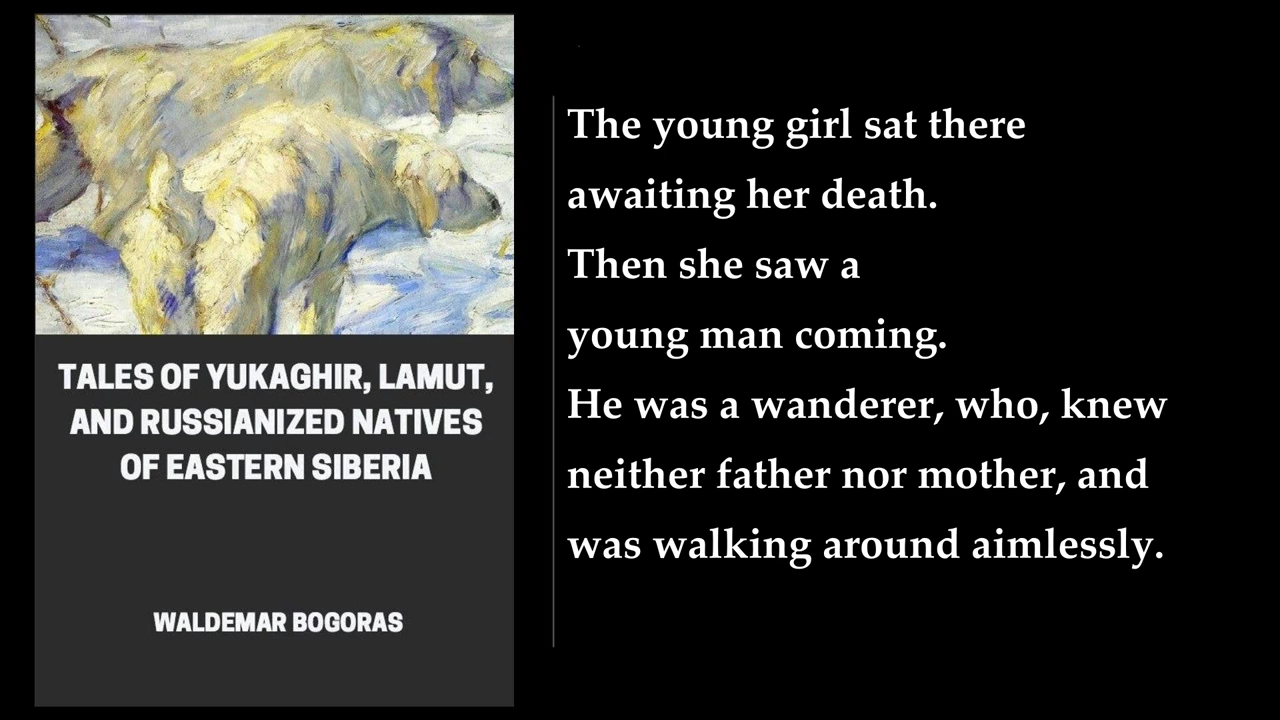 TALES OF YUKAGHIR, LAMUT,
AND RUSSIANIZED NATIVES
OF EASTERN SIBERIA
WALDEMAR BOGORAS
The young girl sat there
awaiting her death.
Then she saw a
young man coming.
He was a wanderer, who, knew
neither father nor mother, and
was walking around aimlessly.